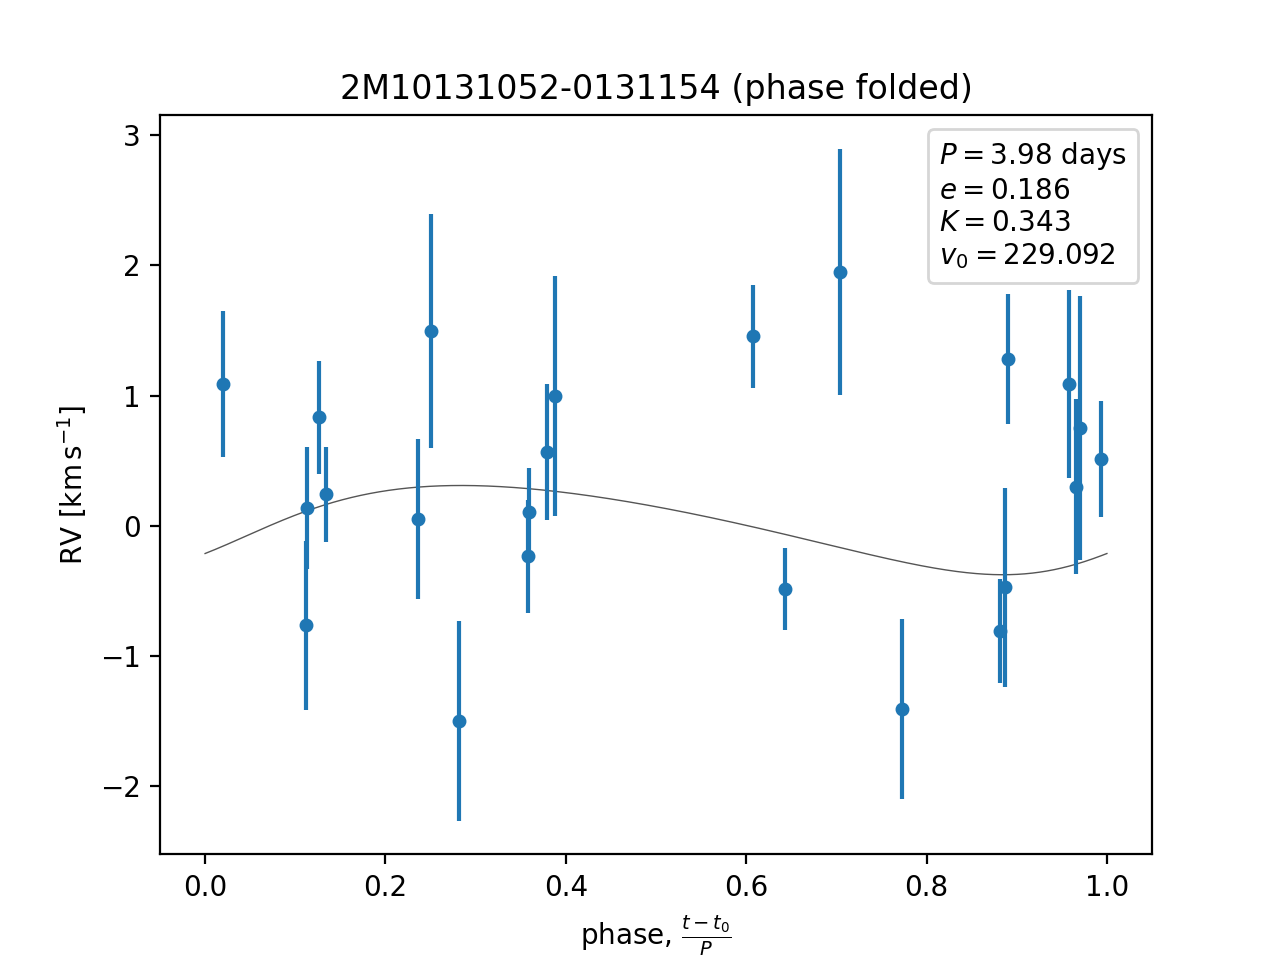 2M10131052-0131154 (phase folded)
P = 3.98 days
e = 0.186
K = 0.343
v₀ = 229.092
3
2
1
0
−1
−2
RV [km s⁻¹]
0.0 0.2 0.4 0.6 0.8 1.0
phase, (t − t₀)/P